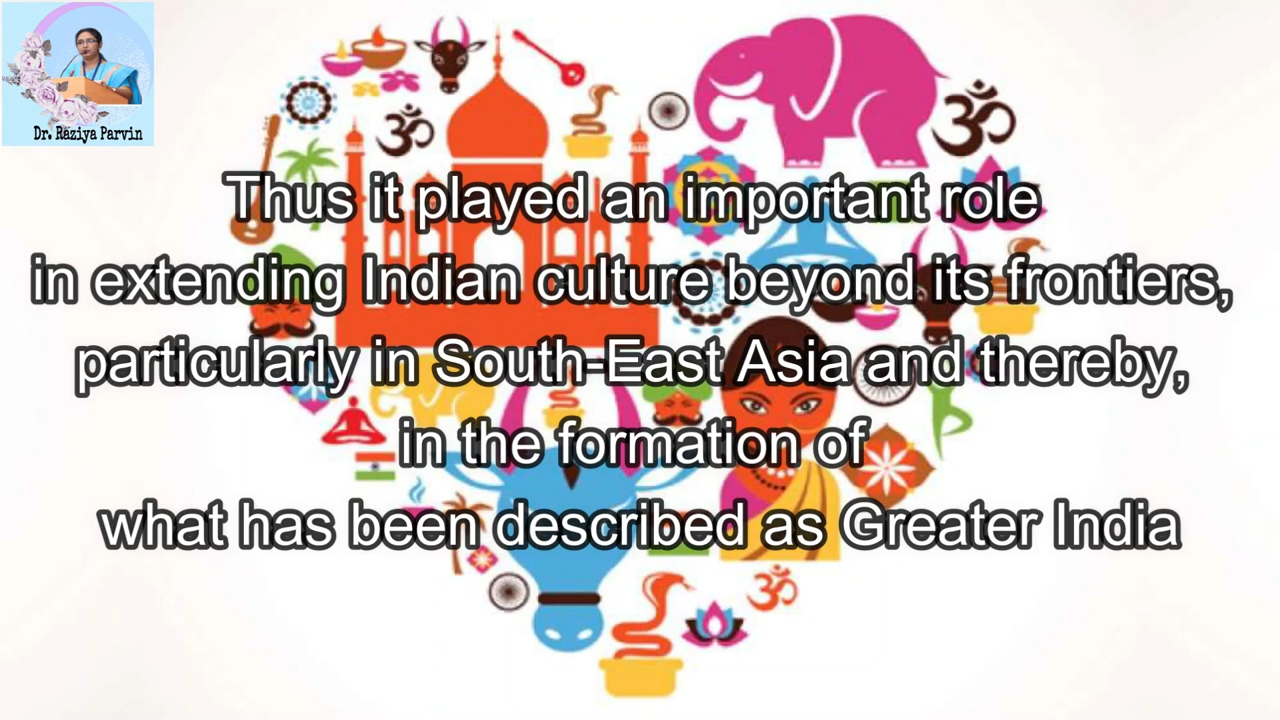 Dr. Raziya Parvin
Thus it played an important role
in extending Indian culture beyond its frontiers,
particularly in South-East Asia and thereby,
in the formation of
what has been described as Greater India
ॐ
ॐ
ॐ